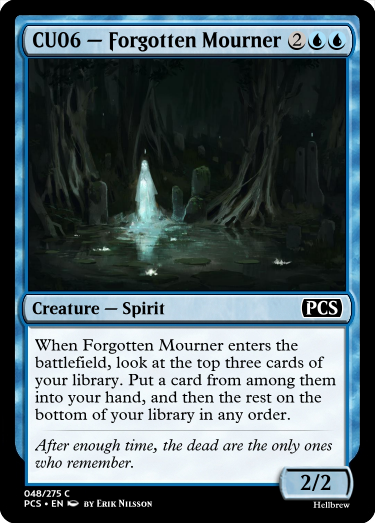 CU06 — Forgotten Mourner 2
Creature — Spirit PCS
When Forgotten Mourner enters the
battlefield, look at the top three cards of
your library. Put a card from among them
into your hand, and then the rest on the
bottom of your library in any order.
After enough time, the dead are the only ones
who remember.
2/2
048/275 C
PCS • EN BY ERIK NILSSON
Hellbrew